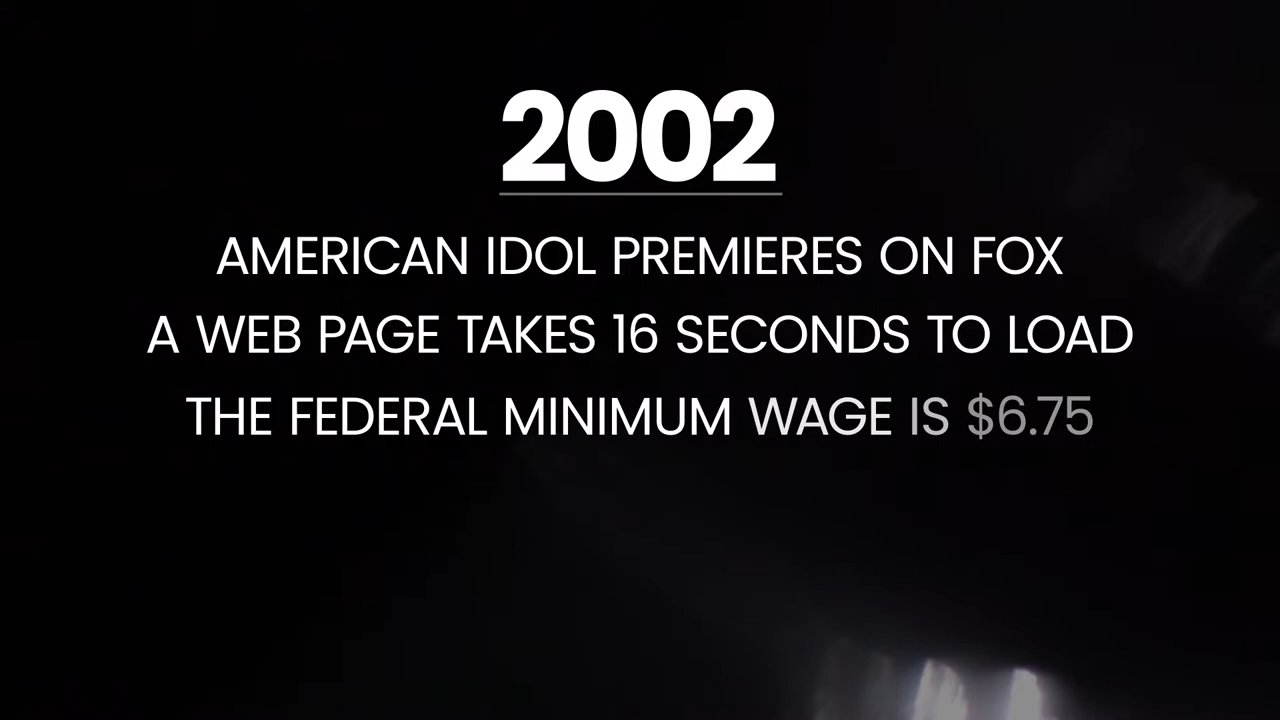 2002
AMERICAN IDOL PREMIERES ON FOX
A WEB PAGE TAKES 16 SECONDS TO LOAD
THE FEDERAL MINIMUM WAGE IS $6.75